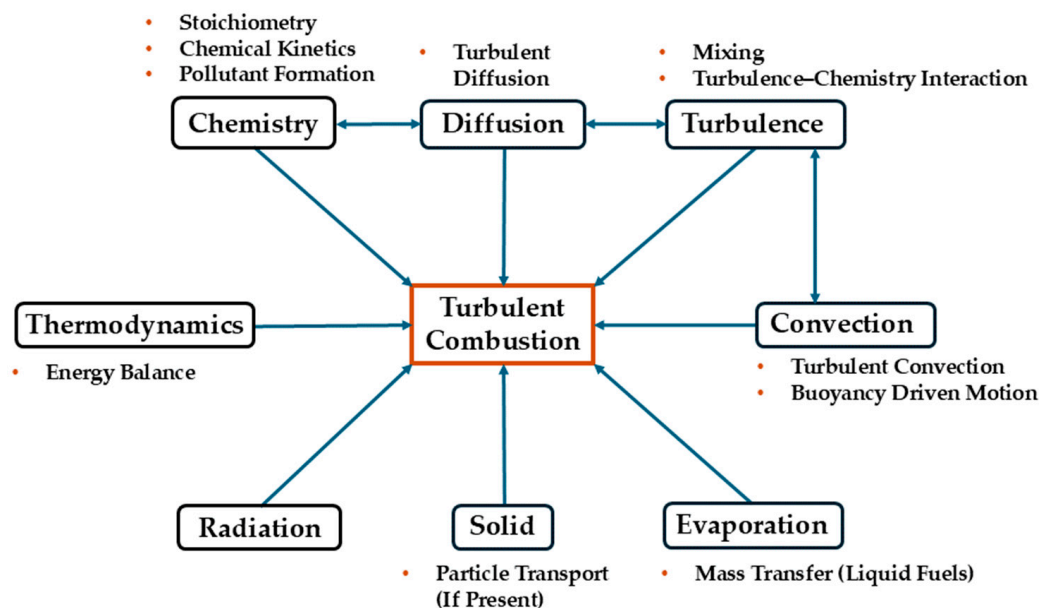 • Stoichiometry
• Chemical Kinetics
• Pollutant Formation
• Turbulent
Diffusion
• Mixing
• Turbulence–Chemistry Interaction
Chemistry
Diffusion
Turbulence
Thermodynamics
• Energy Balance
Turbulent
Combustion
Convection
• Turbulent Convection
• Buoyancy Driven Motion
Radiation
Solid
• Particle Transport
(If Present)
Evaporation
• Mass Transfer (Liquid Fuels)